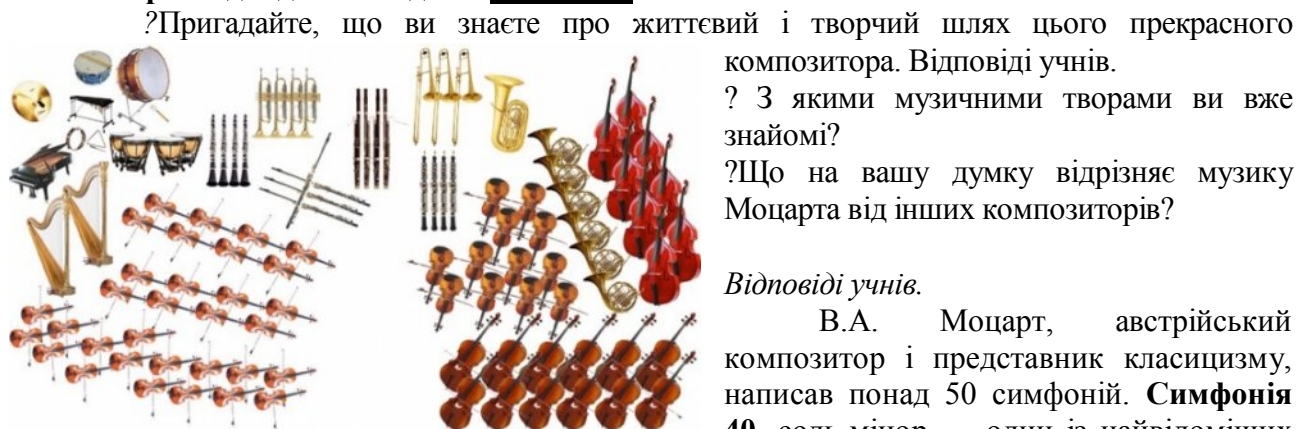 ?Пригадайте, що ви знаєте про життєвий і творчий шлях цього прекрасного
композитора. Відповіді учнів.
? З якими музичними творами ви вже
знайомі?
?Що на вашу думку відрізняє музику
Моцарта від інших композиторів?
Відповіді учнів.
В.А. Моцарт, австрійський
композитор і представник класицизму,
написав понад 50 симфоній. Симфонія